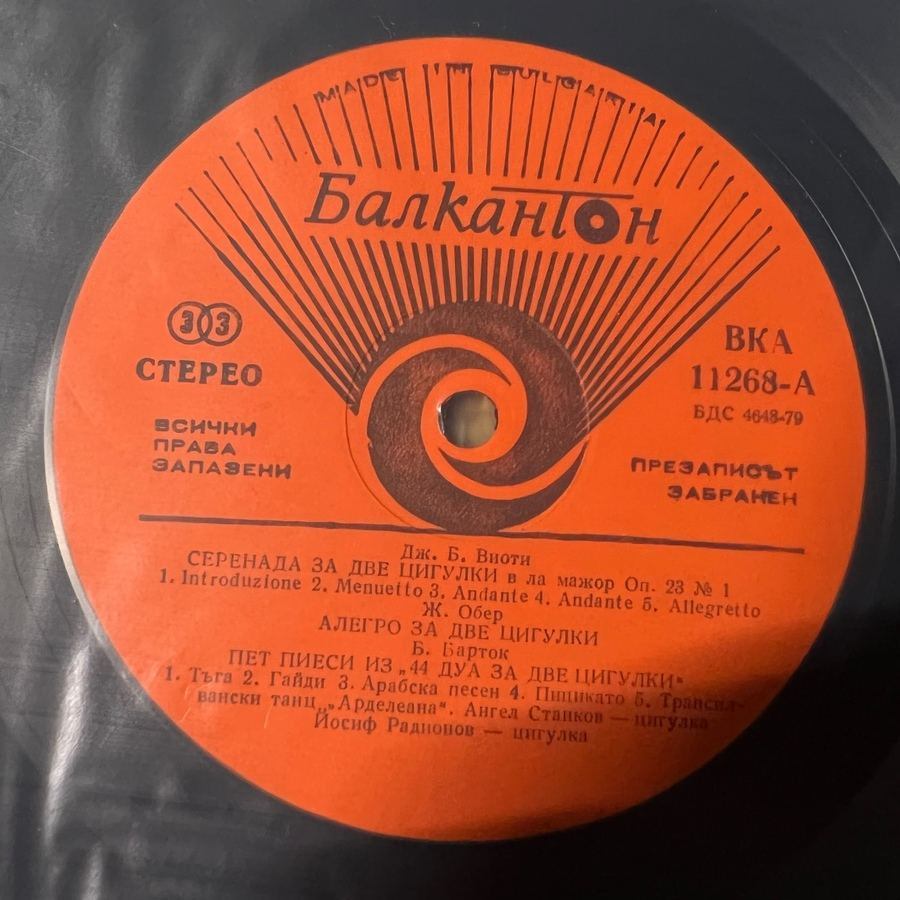 MADE IN BULGARIA
Балкантон
33
СТЕРЕО
ВСИЧКИ
ПРАВА
ЗАПАЗЕНИ
ВКА
11268-А
БДС 4648-79
ПРЕЗАПИСЪТ
ЗАБРАНЕН
Дж. Б. Виоти
СЕРЕНАДА ЗА ДВЕ ЦИГУЛКИ в ла мажор Оп. 23 № 1
1. Introduzione 2. Menuetto 3. Andante 4. Andante 5. Allegretto
Ж. Обер
АЛЕГРО ЗА ДВЕ ЦИГУЛКИ
Б. Барток
ПЕТ ПИЕСИ ИЗ „44 ДУА ЗА ДВЕ ЦИГУЛКИ“
1. Тъга 2. Гайди 3. Арабска песен 4. Пицикато 5. Трансил-
вански танц „Арделеана“. Ангел Станков — цигулка
Йосиф Радионов — цигулка